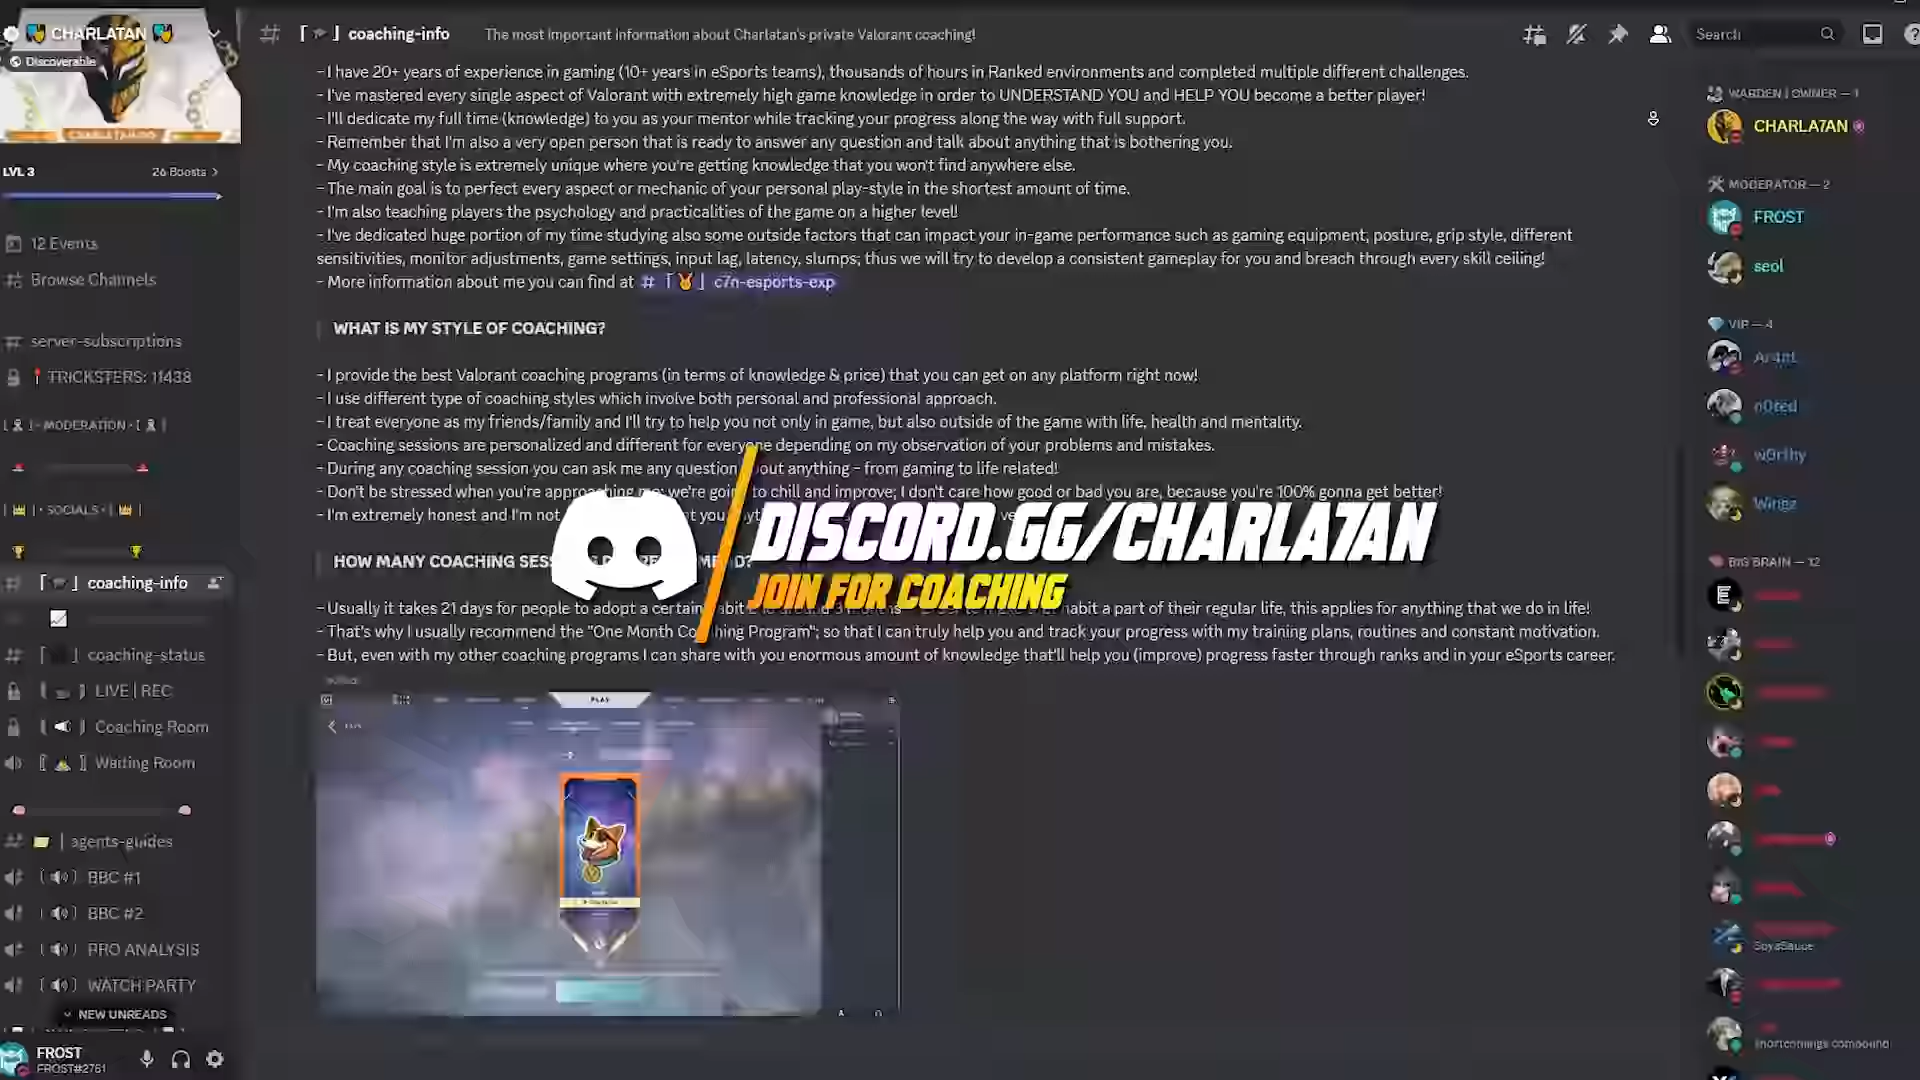 CHARLATAN
Discoverable
LVL 3
26 Boosts
12 Events
Browse Channels
server-subscriptions
TRICKSTERS: 11438
MODERATION
SOCIALS
coaching-info
coaching-status
LIVE | REC
Coaching Room
Waiting Room
agents-guides
BBC #1
BBC #2
PRO ANALYSIS
WATCH PARTY
NEW UNREADS
FROST
FROST#2761
coaching-info
The most important information about Charlatan's private Valorant coaching!
Search
- I have 20+ years of experience in gaming (10+ years in eSports teams), thousands of hours in Ranked environments and completed multiple different challenges.
- I've mastered every single aspect of Valorant with extremely high game knowledge in order to UNDERSTAND YOU and HELP YOU become a better player!
- I'll dedicate my full time (knowledge) to you as your mentor while tracking your progress along the way with full support.
- Remember that I'm also a very open person that is ready to answer any question and talk about anything that is bothering you.
- My coaching style is extremely unique where you're getting knowledge that you won't find anywhere else.
- The main goal is to perfect every aspect or mechanic of your personal play-style in the shortest amount of time.
- I'm also teaching players the psychology and practicalities of the game on a higher level!
- I've dedicated huge portion of my time studying also some outside factors that can impact your in-game performance such as gaming equipment, posture, grip style, different
sensitivities, monitor adjustments, game settings, input lag, latency, slumps; thus we will try to develop a consistent gameplay for you and breach through every skill ceiling!
- More information about me you can find at # c7n-esports-exp
WHAT IS MY STYLE OF COACHING?
- I provide the best Valorant coaching programs (in terms of knowledge & price) that you can get on any platform right now!
- I use different type of coaching styles which involve both personal and professional approach.
- I treat everyone as my friends/family and I'll try to help you not only in game, but also outside of the game with life, health and mentality.
- Coaching sessions are personalized and different for everyone depending on my observation of your problems and mistakes.
- During any coaching session you can ask me any question about anything - from gaming to life related!
- Don't be stressed when you're approaching me; we're going to chill and improve; I don't care how good or bad you are, because you're 100% gonna get better!
- I'm extremely honest and I'm not
HOW MANY COACHING
DISCORD.GG/CHARLA7AN
JOIN FOR COACHING
- Usually it takes 21 days for people to adopt a certain habit a part of their regular life, this applies for anything that we do in life!
- That's why I usually recommend the "One Month Coaching Program"; so that I can truly help you and track your progress with my training plans, routines and constant motivation.
- But, even with my other coaching programs I can share with you enormous amount of knowledge that'll help you (improve) progress faster through ranks and in your eSports career.
PLAY
WARDEN | OWNER — 1
CHARLA7AN
MODERATOR — 2
FROST
seol
VIP — 4
n0ted
w0rthy
Wingz
BIG BRAIN — 12
SoyaSauce
shortcomings compound